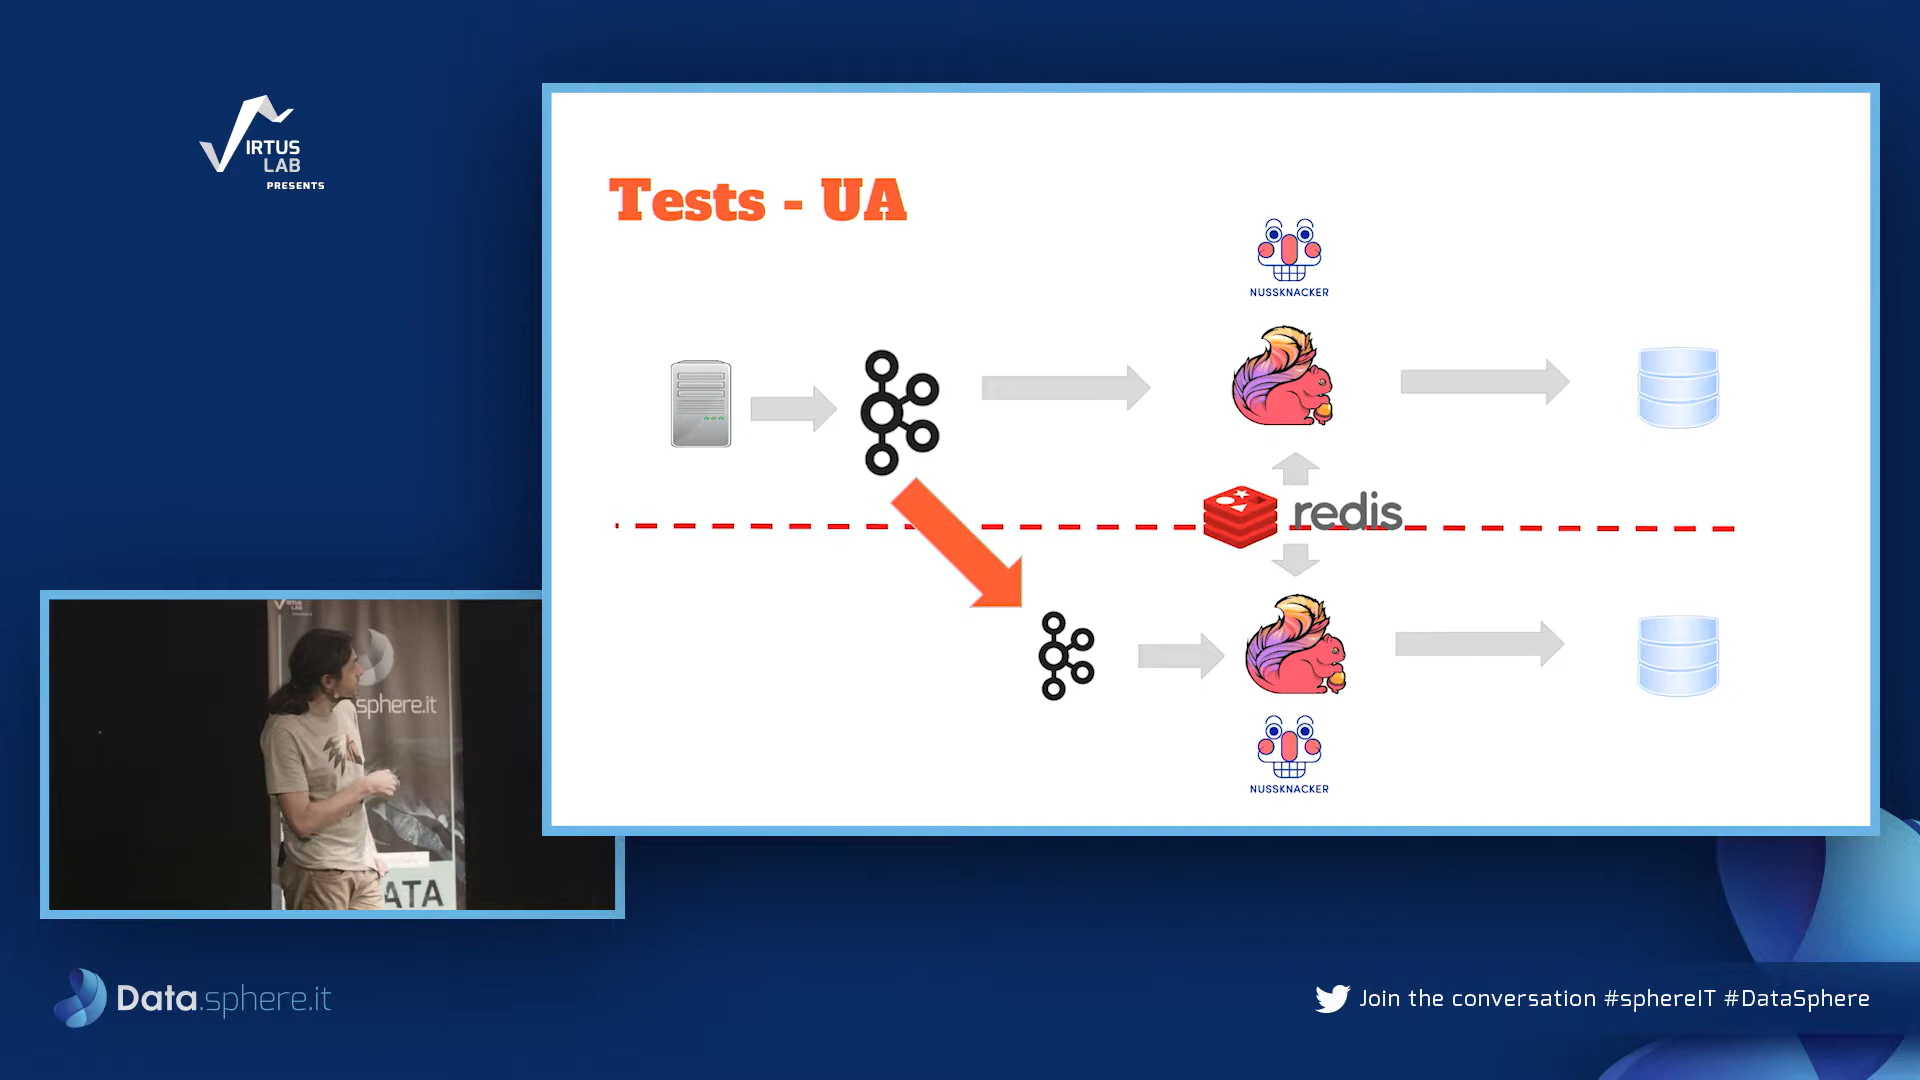 IRTUS
LAB
PRESENTS
Tests - UA
NUSSKNACKER
redis
NUSSKNACKER
sphere.it
ATA
Data.sphere.it
Join the conversation #sphereIT #DataSphere